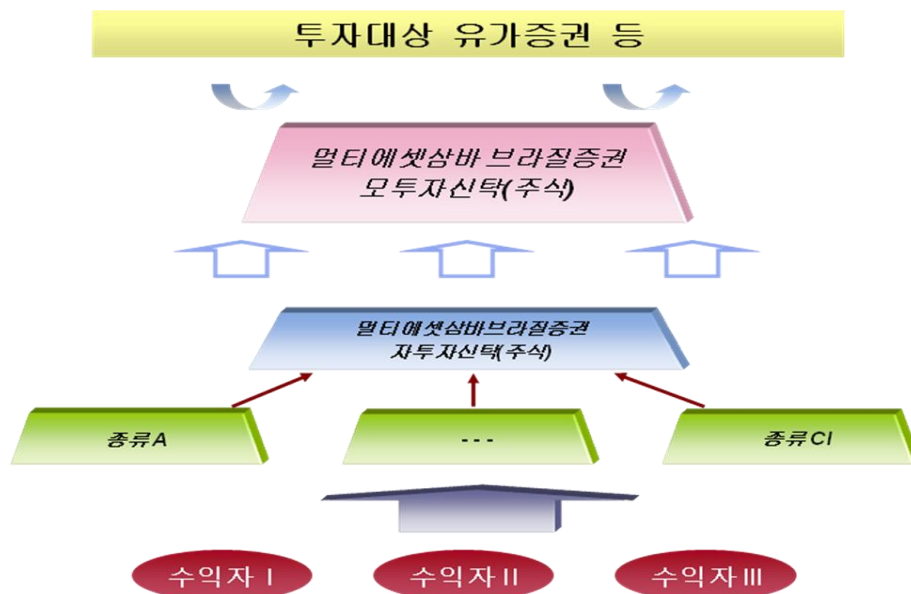 투자대상 유가증권 등
멀티에셋삼바 브라질증권
모투자신탁(주식)
멀티에셋삼바브라질증권
자투자신탁(주식)
종류A
---
종류CI
수익자 I
수익자 II
수익자 III